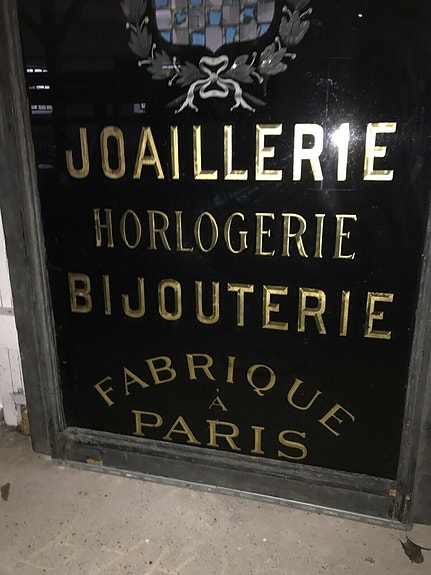 JOAILLERIE
HORLOGERIE
BIJOUTERIE
FABRIQUE
À
PARIS